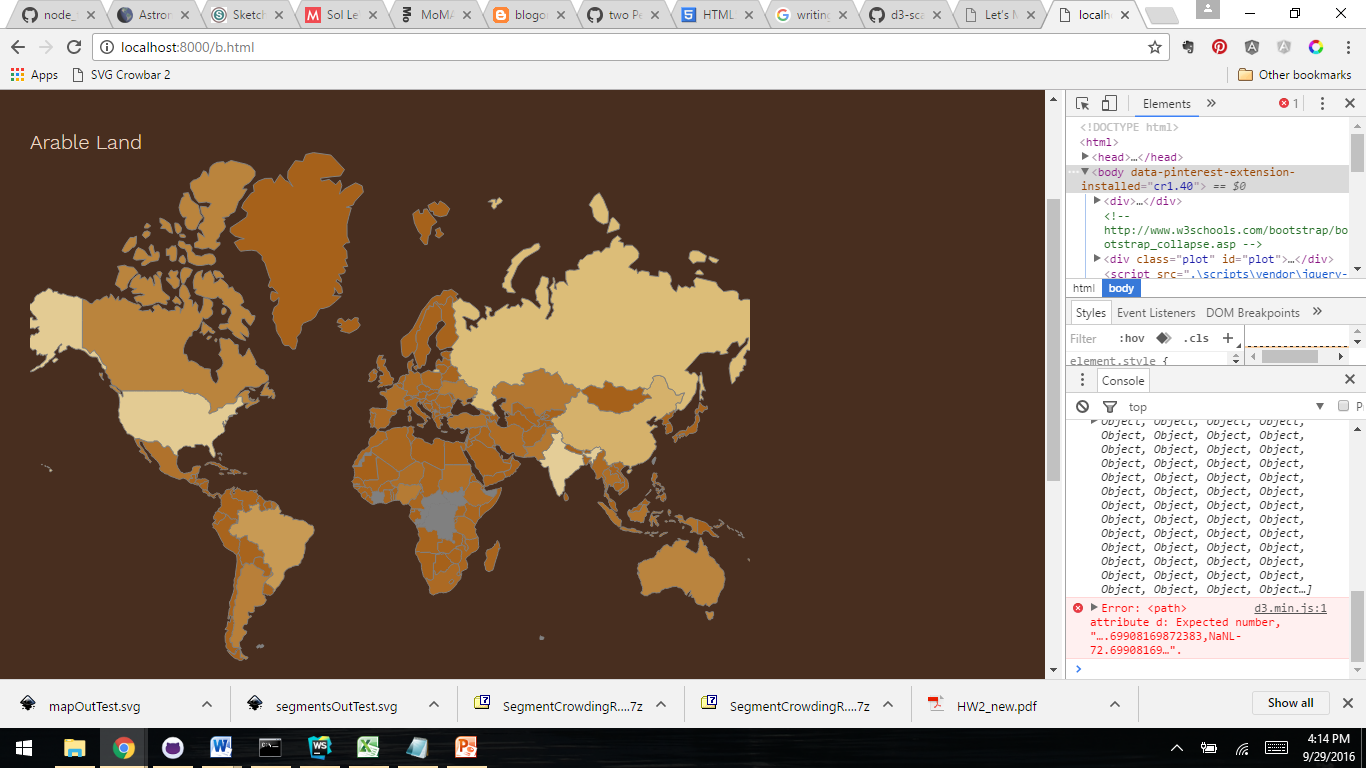 node_
Astron
Sketch
Sol Le
MoMA
blogo
two Pe
HTML
writing
d3-sca
Let's M
localh
localhost:8000/b.html
Apps
SVG Crowbar 2
Other bookmarks
Arable Land
Elements
1
<!DOCTYPE html>
<html>
<head>…</head>
<body data-pinterest-extension-
installed="cr1.40"> == $0
<div>…</div>
<!--
http://www.w3schools.com/bootstrap/bo
otstrap_collapse.asp -->
<div class="plot" id="plot">…</div>
<script src=".\scripts\vendor\jquery-
html body
Styles Event Listeners DOM Breakpoints
Filter :hov .cls +
element.style {
Console
top
P
Object, Object, Object, Object,
Object, Object, Object, Object,
Object, Object, Object, Object,
Object, Object, Object, Object,
Object, Object, Object, Object,
Object, Object, Object, Object,
Object, Object, Object, Object,
Object, Object, Object, Object,
Object, Object, Object, Object,
Object, Object, Object, Object,
Object, Object, Object, Object,
Object, Object, Object, Object,
Object, Object, Object, Object…]
Error: <path> d3.min.js:1
attribute d: Expected number,
"….69908169872383,NaNL-
72.69908169…".
mapOutTest.svg
segmentsOutTest.svg
SegmentCrowdingR....7z
SegmentCrowdingR....7z
HW2_new.pdf
Show all
4:14 PM
9/29/2016